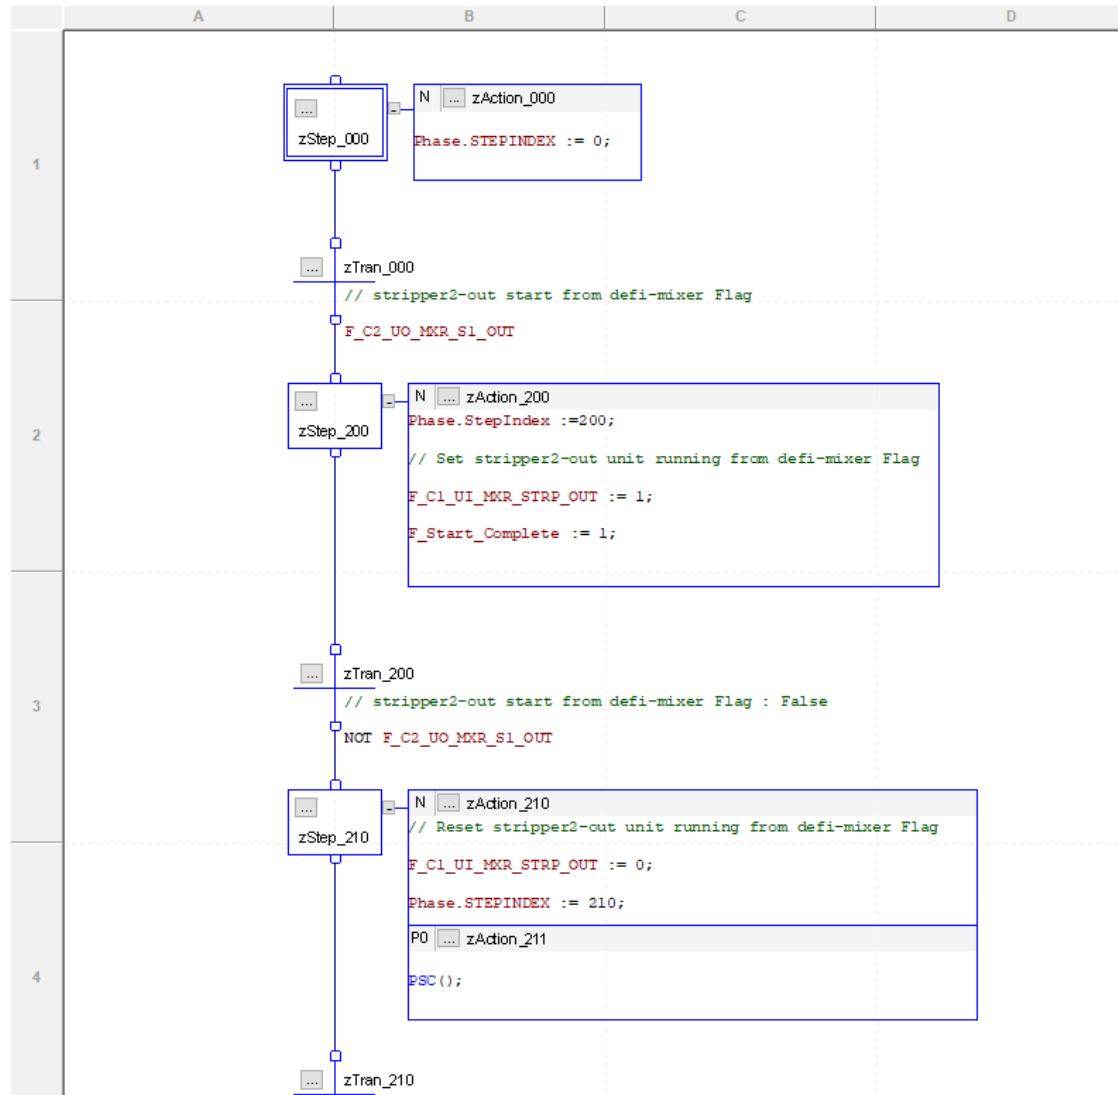 A B C D
N ... zAction_000
...
zStep_000
Phase.STEPINDEX := 0;
1
... zTran_000
// stripper2-out start from defi-mixer Flag
F_C2_UO_MXR_S1_OUT
N ... zAction_200
...
Phase.StepIndex :=200;
zStep_200
2
// Set stripper2-out unit running from defi-mixer Flag
F_C1_UI_MXR_STRP_OUT := 1;
F_Start_Complete := 1;
... zTran_200
// stripper2-out start from defi-mixer Flag : False
3
NOT F_C2_UO_MXR_S1_OUT
N ... zAction_210
...
// Reset stripper2-out unit running from defi-mixer Flag
zStep_210
F_C1_UI_MXR_STRP_OUT := 0;
Phase.STEPINDEX := 210;
P0 ... zAction_211
4
PSC();
... zTran_210